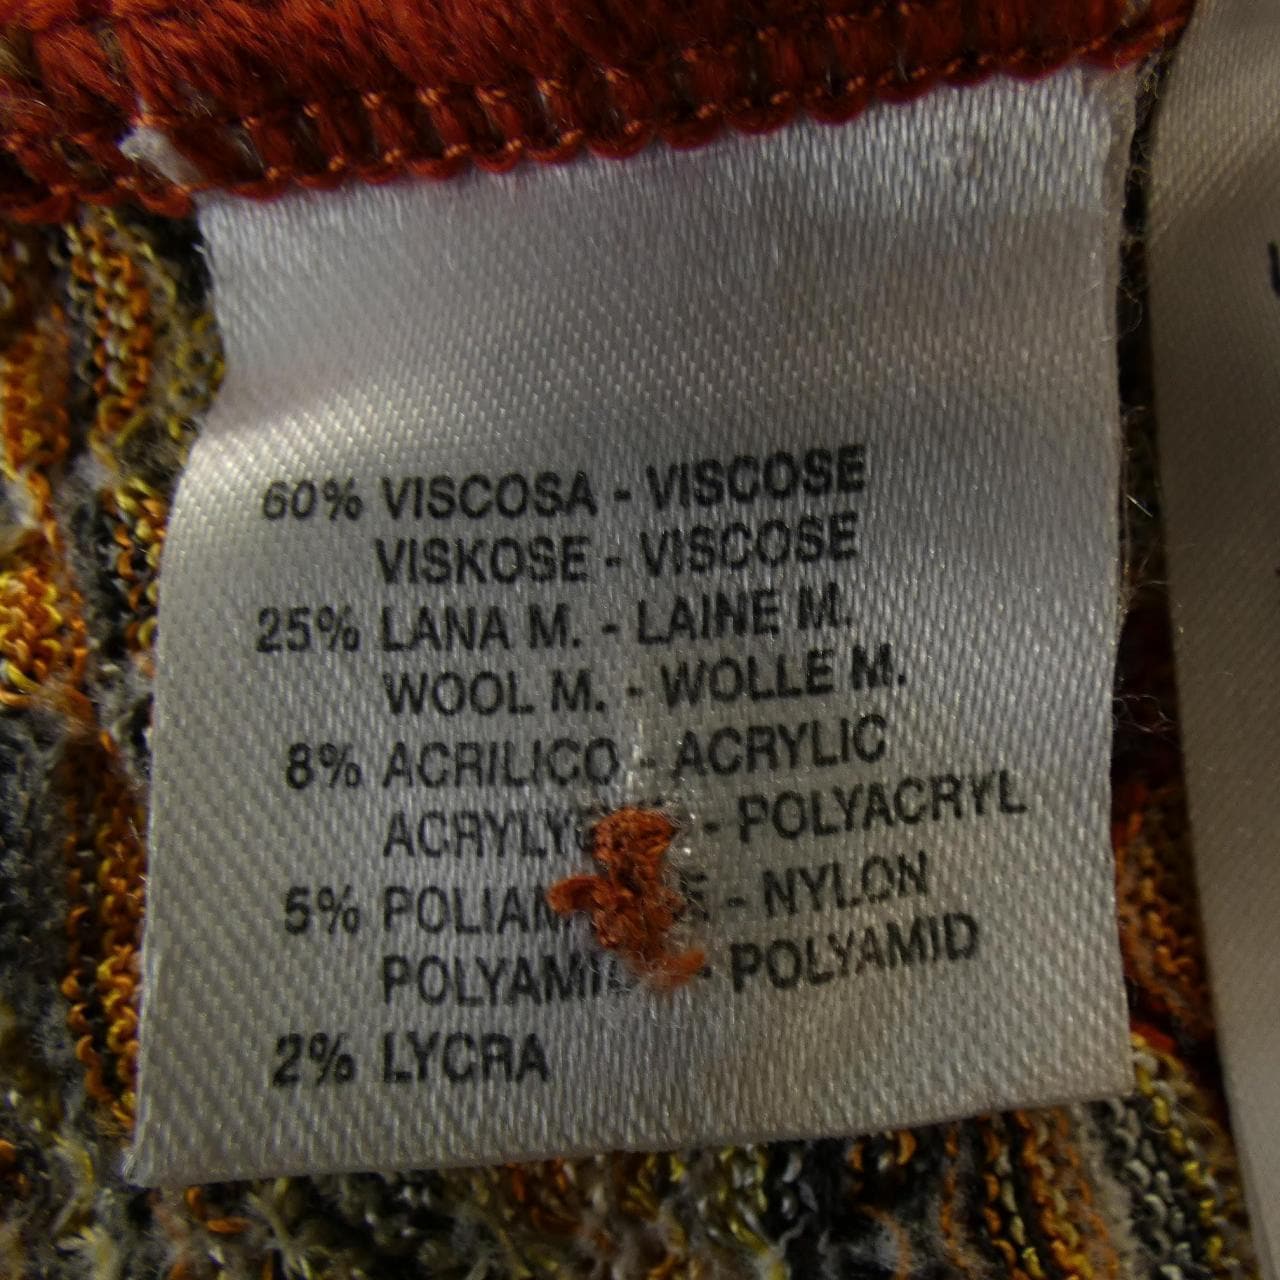 60% VISCOSA - VISCOSE
VISKOSE - VISCOSE
25% LANA M. - LAINE M.
WOOL M. - WOLLE M.
8% ACRILICO - ACRYLIC
- POLYACRYL
5% - NYLON
- POLYAMID
2% LYCRA